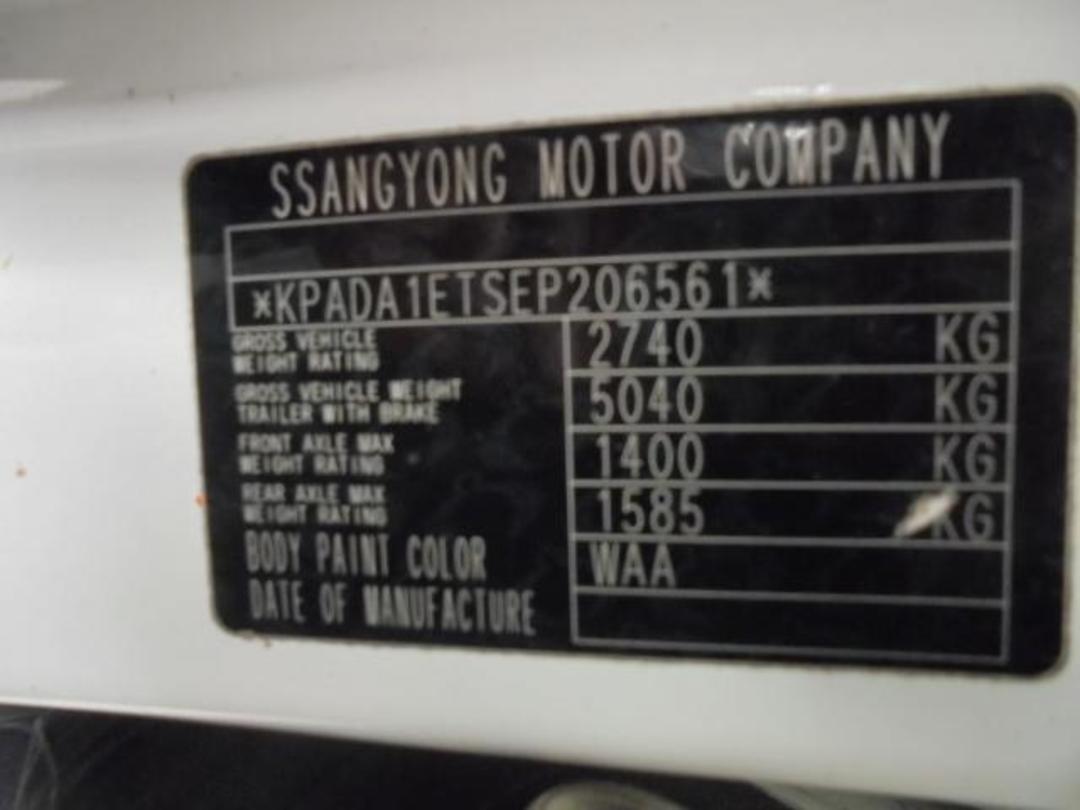 SSANGYONG MOTOR COMPANY
*KPADA1ETSEP206561*
GROSS VEHICLE
WEIGHT RATING 2740 KG
GROSS VEHICLE WEIGHT
TRAILER WITH BRAKE 5040 KG
FRONT AXLE MAX
WEIGHT RATING 1400 KG
REAR AXLE MAX
WEIGHT RATING 1585 KG
BODY PAINT COLOR WAA
DATE OF MANUFACTURE